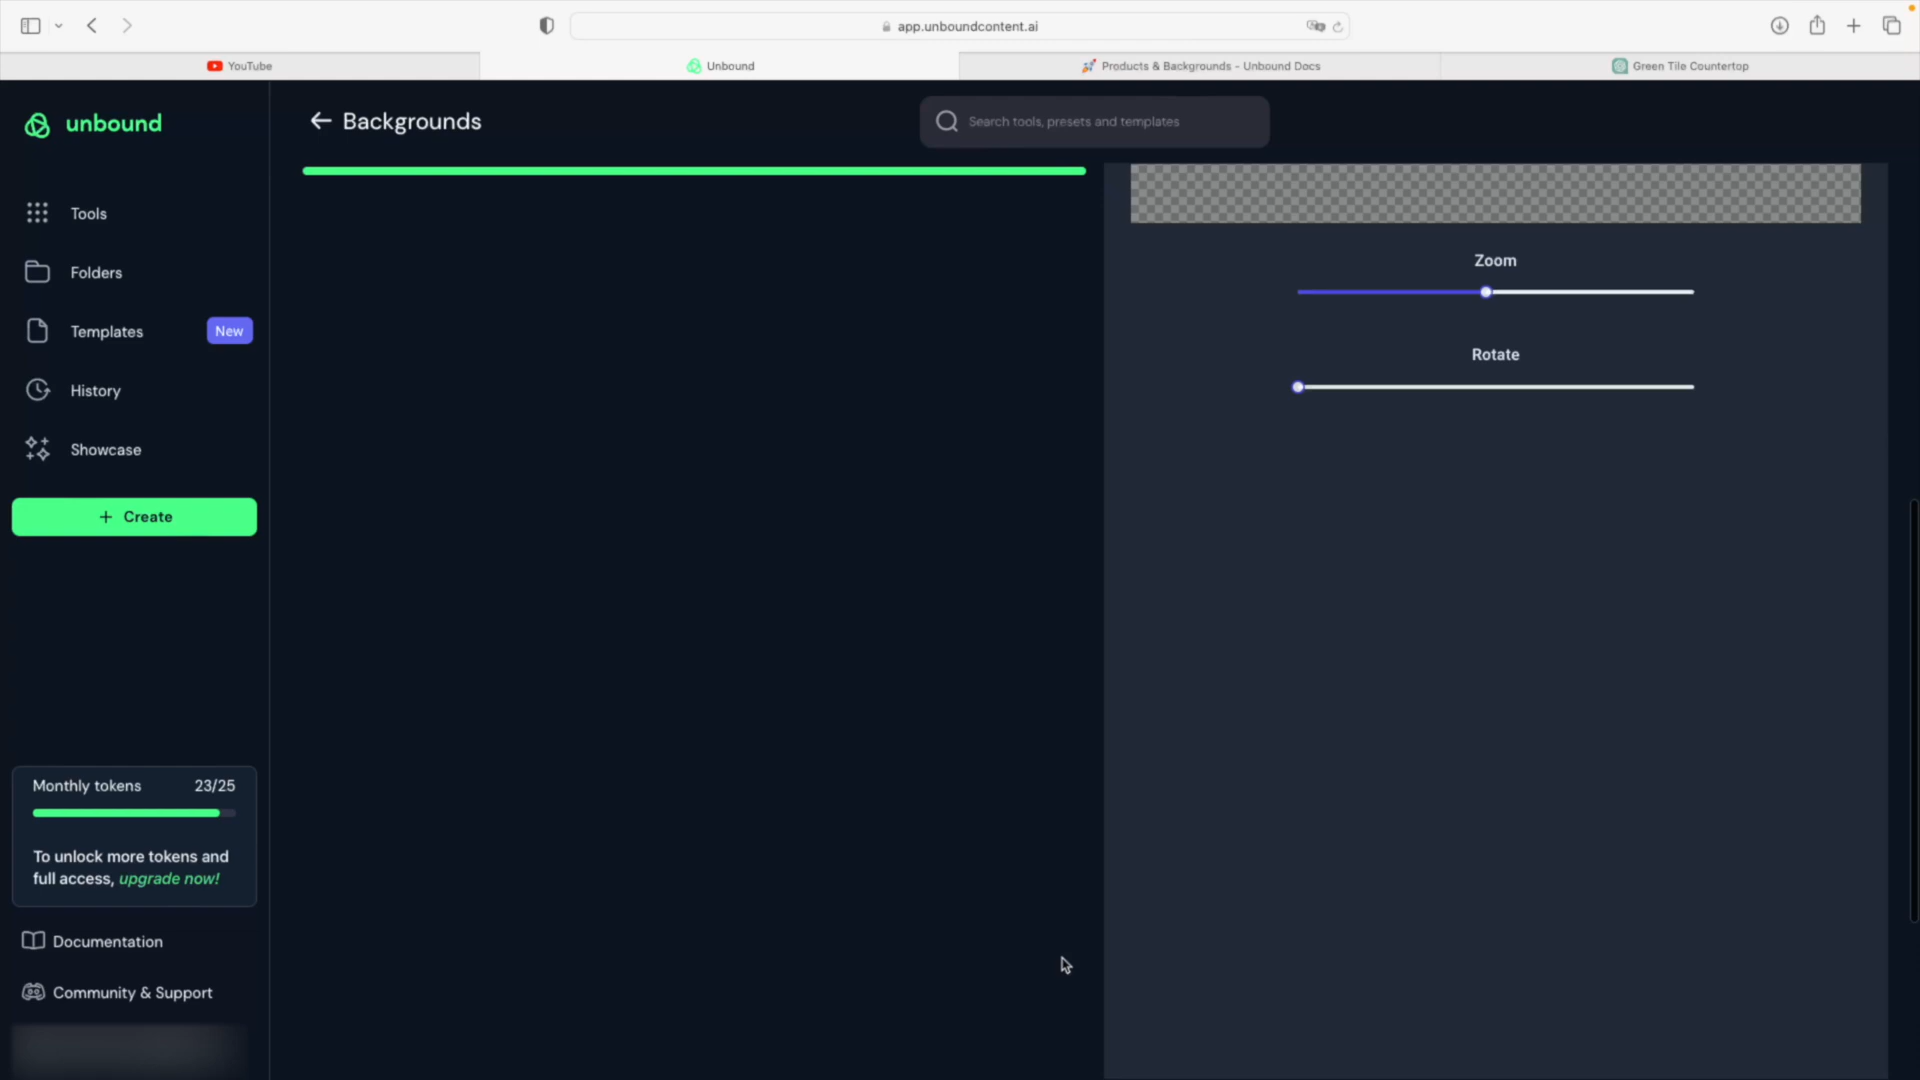 app.unboundcontent.ai
YouTube
Unbound
Products & Backgrounds - Unbound Docs
Green Tile Countertop
unbound
Backgrounds
Search tools, presets and templates
Tools
Folders
Templates
New
History
Showcase
+ Create
Monthly tokens 23/25
To unlock more tokens and
full access, upgrade now!
Documentation
Community & Support
Zoom
Rotate